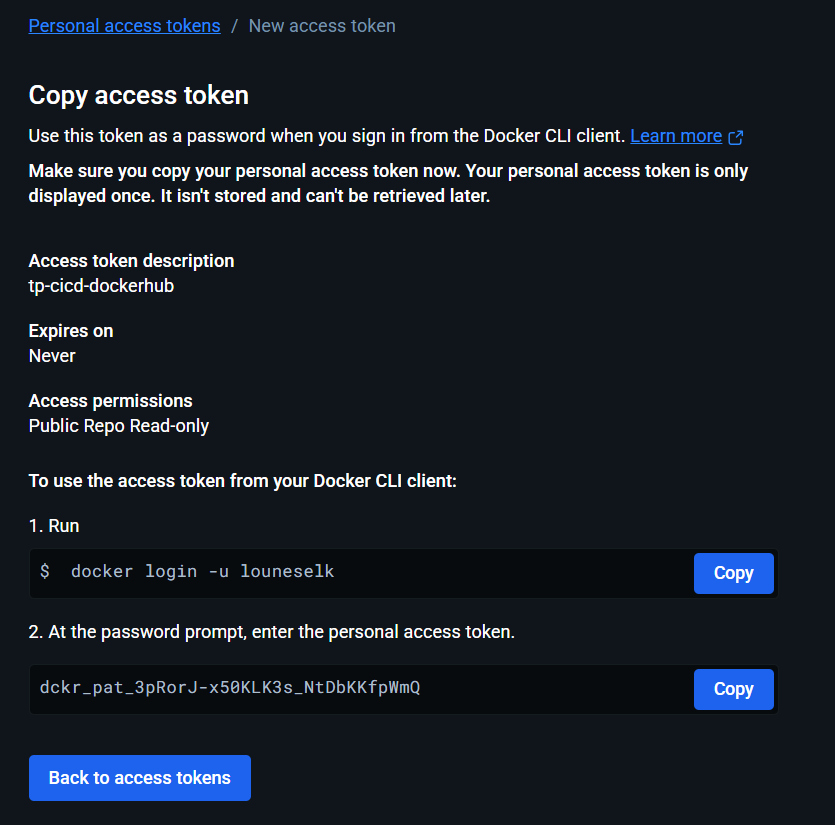 Personal access tokens / New access token
Copy access token
Use this token as a password when you sign in from the Docker CLI client. Learn more
Make sure you copy your personal access token now. Your personal access token is only
displayed once. It isn't stored and can't be retrieved later.
Access token description
tp-cicd-dockerhub
Expires on
Never
Access permissions
Public Repo Read-only
To use the access token from your Docker CLI client:
1. Run
$ docker login -u louneselk
Copy
2. At the password prompt, enter the personal access token.
dckr_pat_3pRorJ-x50KLK3s_NtDbKKfpWmQ
Copy
Back to access tokens